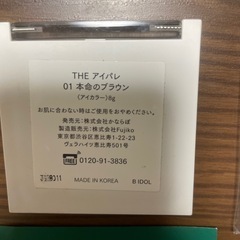 THE アイパレ
01 本命のブラウン
(アイカラー)8g
お肌に合わない時はご使用をおやめください。
発売元:株式会社かならぼ
製造販売元:株式会社Fujiko
東京都渋谷区恵比寿1-22-23
ヴェラハイツ恵比寿501号
0120-91-3836
MADE IN KOREA B IDOL